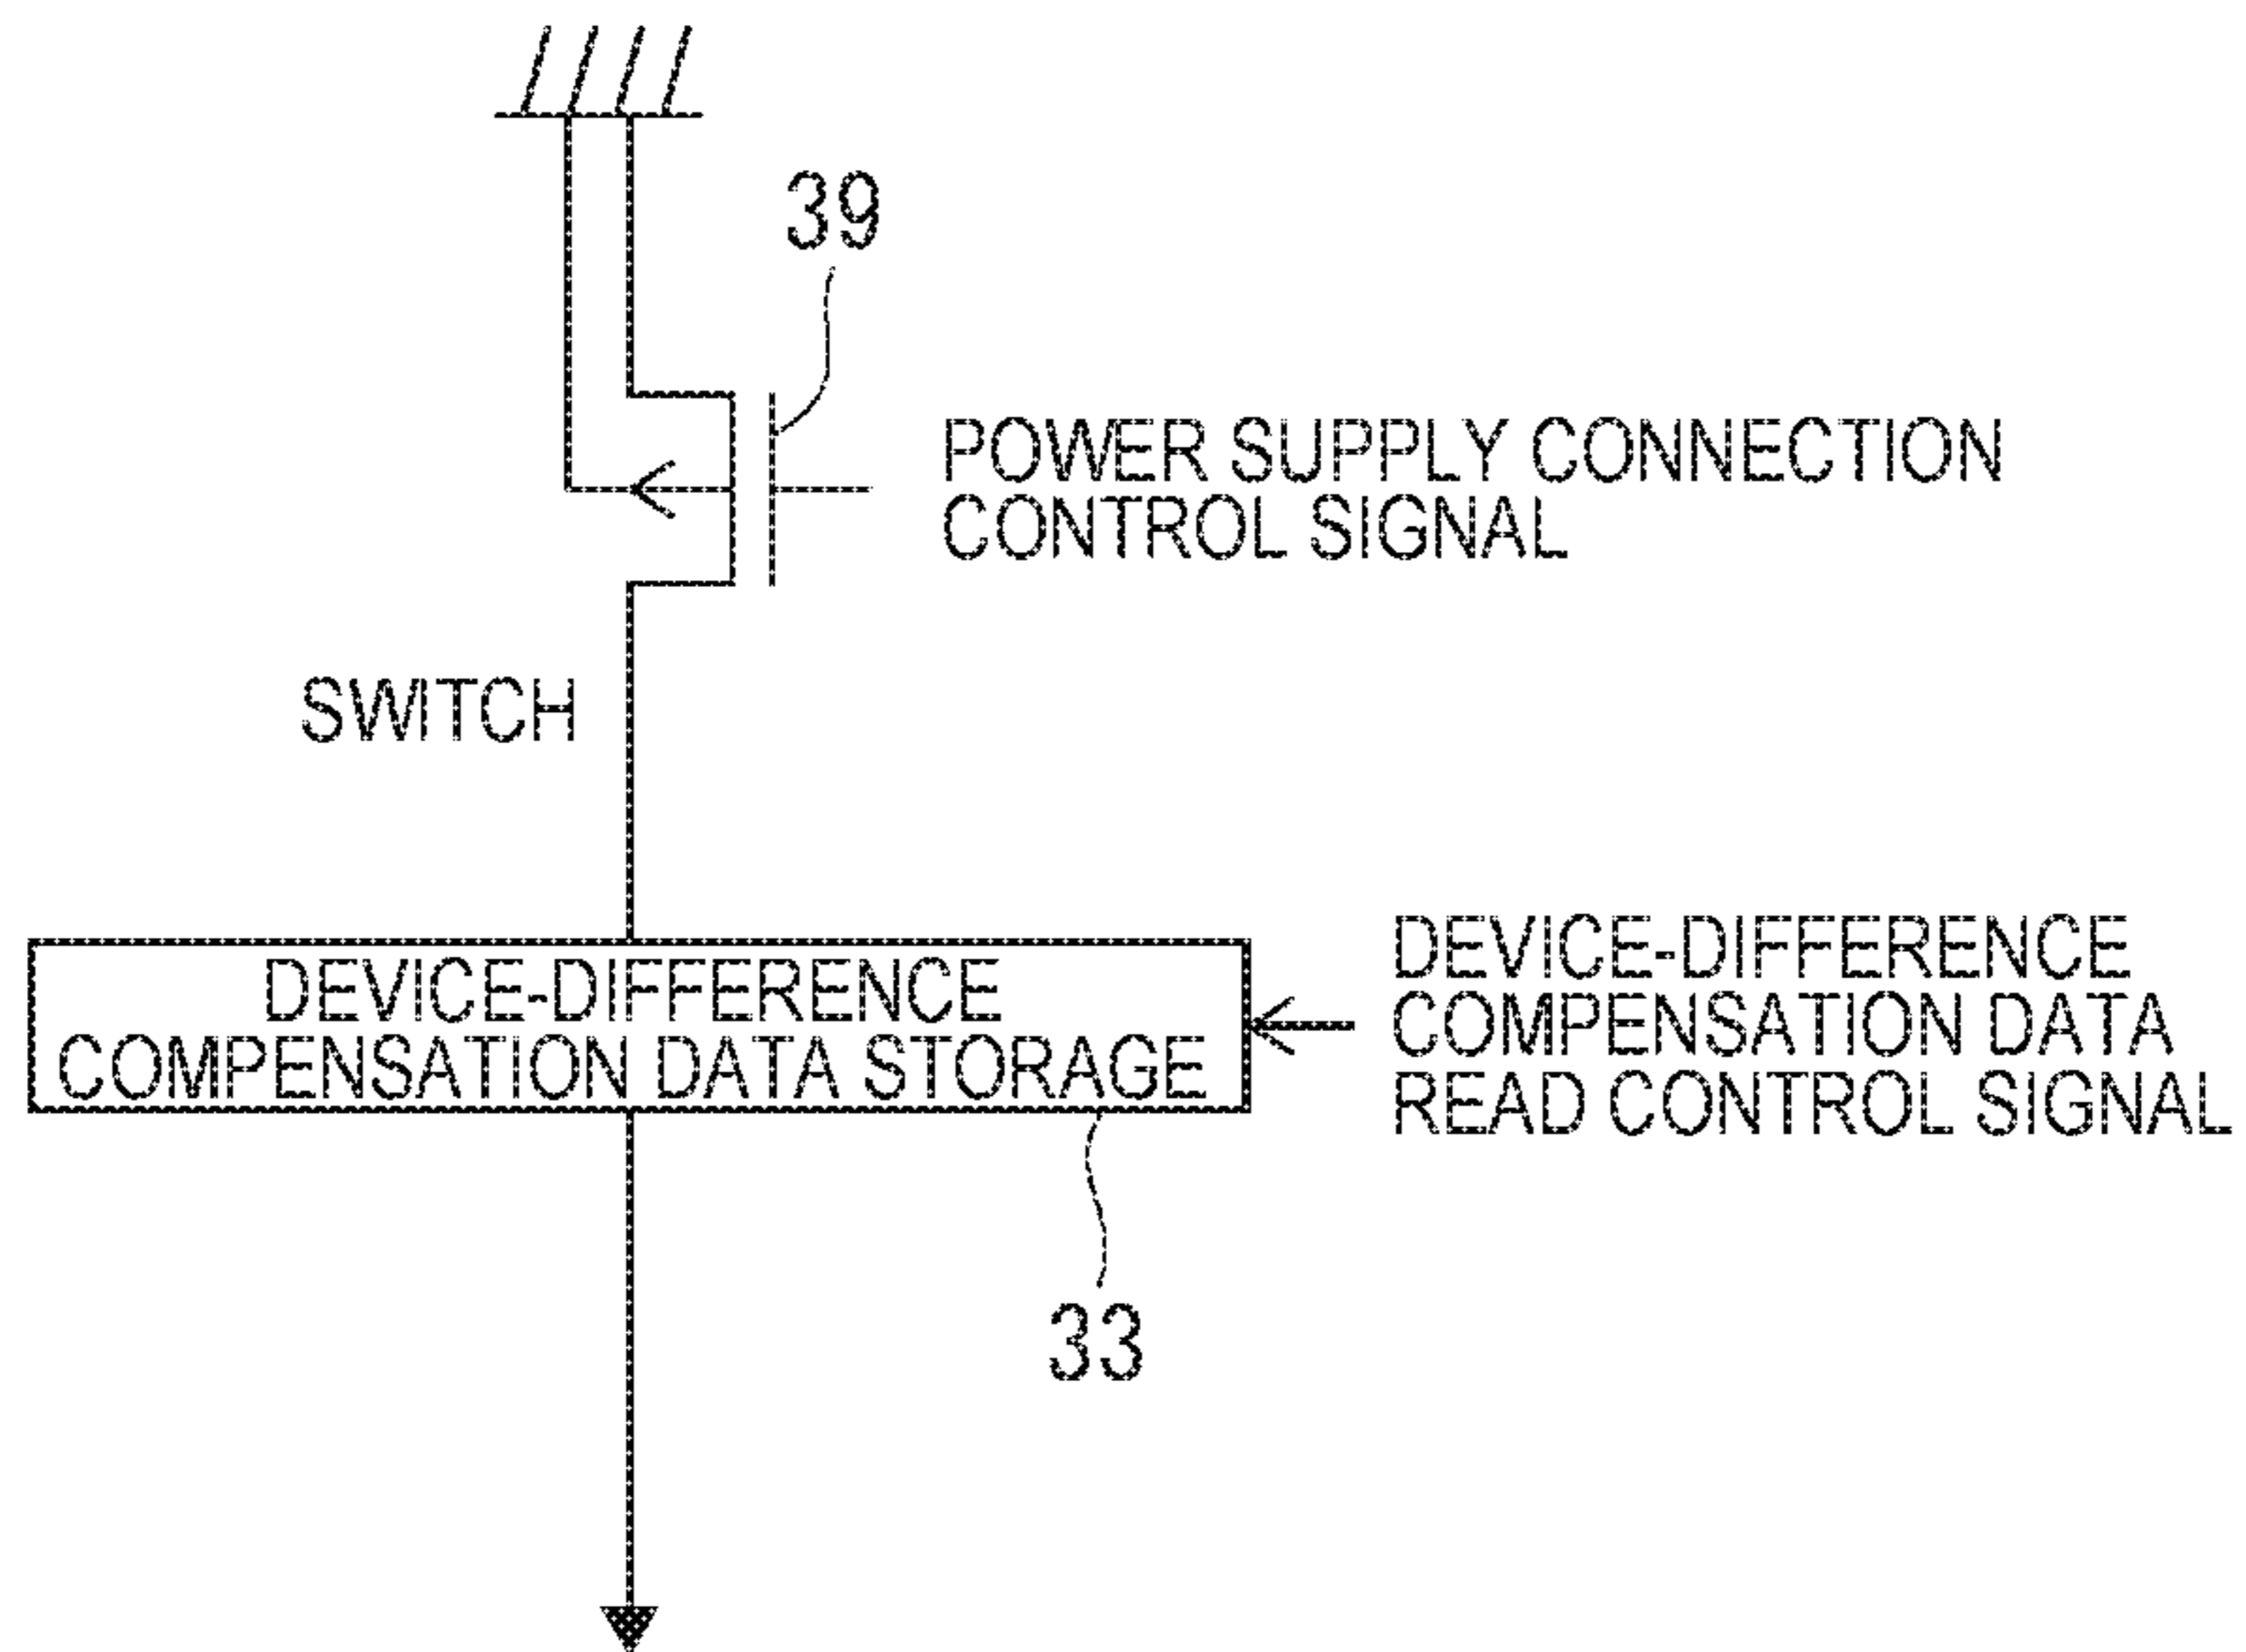 39
POWER SUPPLY CONNECTION
CONTROL SIGNAL
SWITCH
DEVICE-DIFFERENCE
COMPENSATION DATA STORAGE
DEVICE-DIFFERENCE
COMPENSATION DATA
READ CONTROL SIGNAL
33